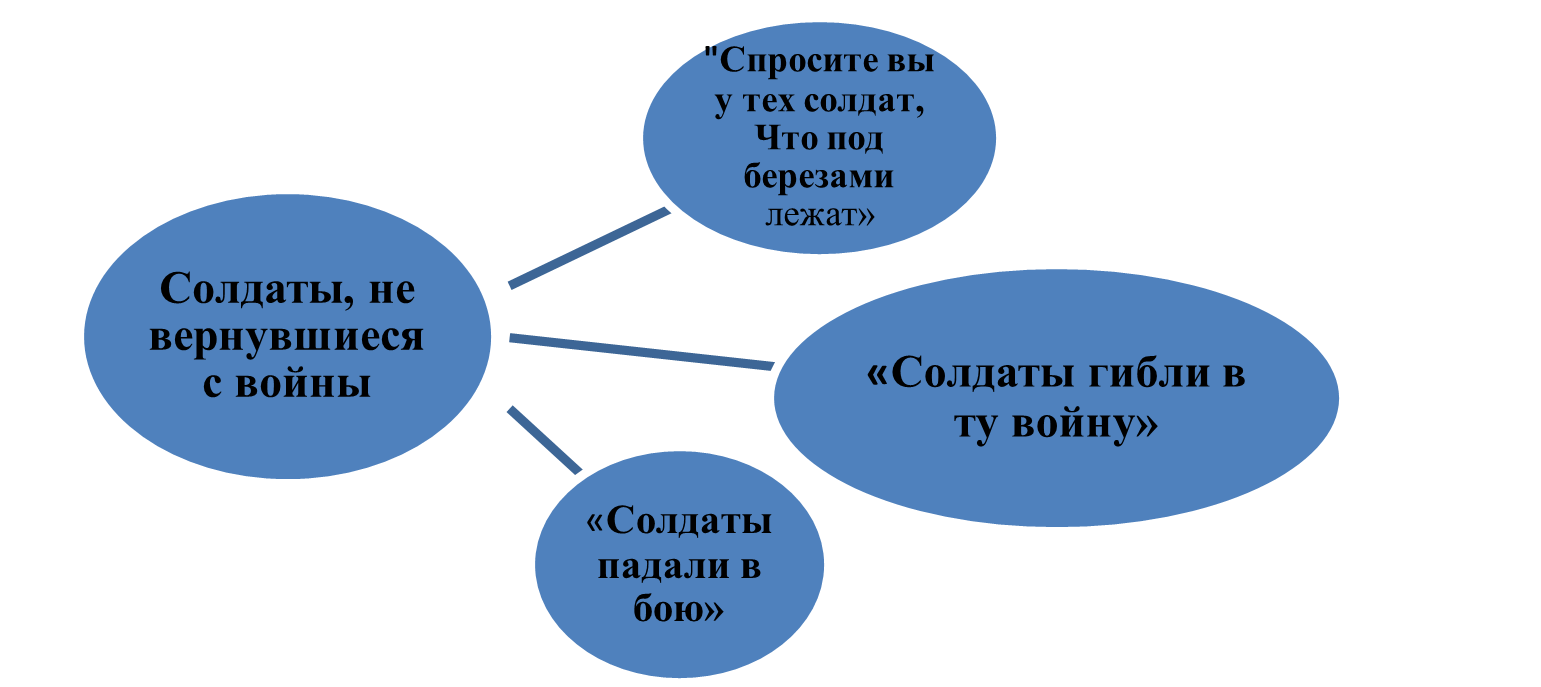 Солдаты, не
вернувшиеся
с войны
"Спросите вы
у тех солдат,
Что под
березами
лежат»
«Солдаты гибли в
ту войну»
«Солдаты
падали в
бою»